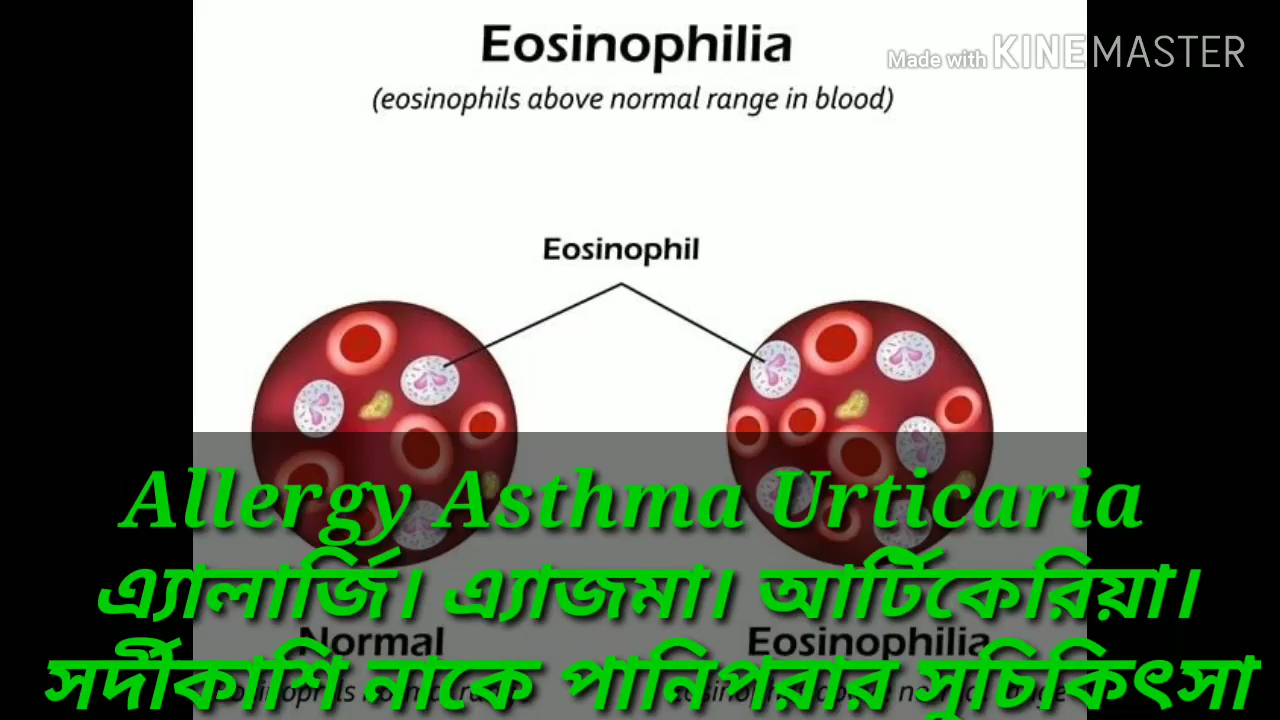 Eosinophilia
Made with KINEMASTER
(eosinophils above normal range in blood)
Eosinophil
Allergy Asthma Urticaria
এ্যালার্জি। এ্যাজমা। আর্টিকেরিয়া।
Normal
Eosinophilia
সর্দীকাশি নাকে পানিপরার সুচিকিৎসা